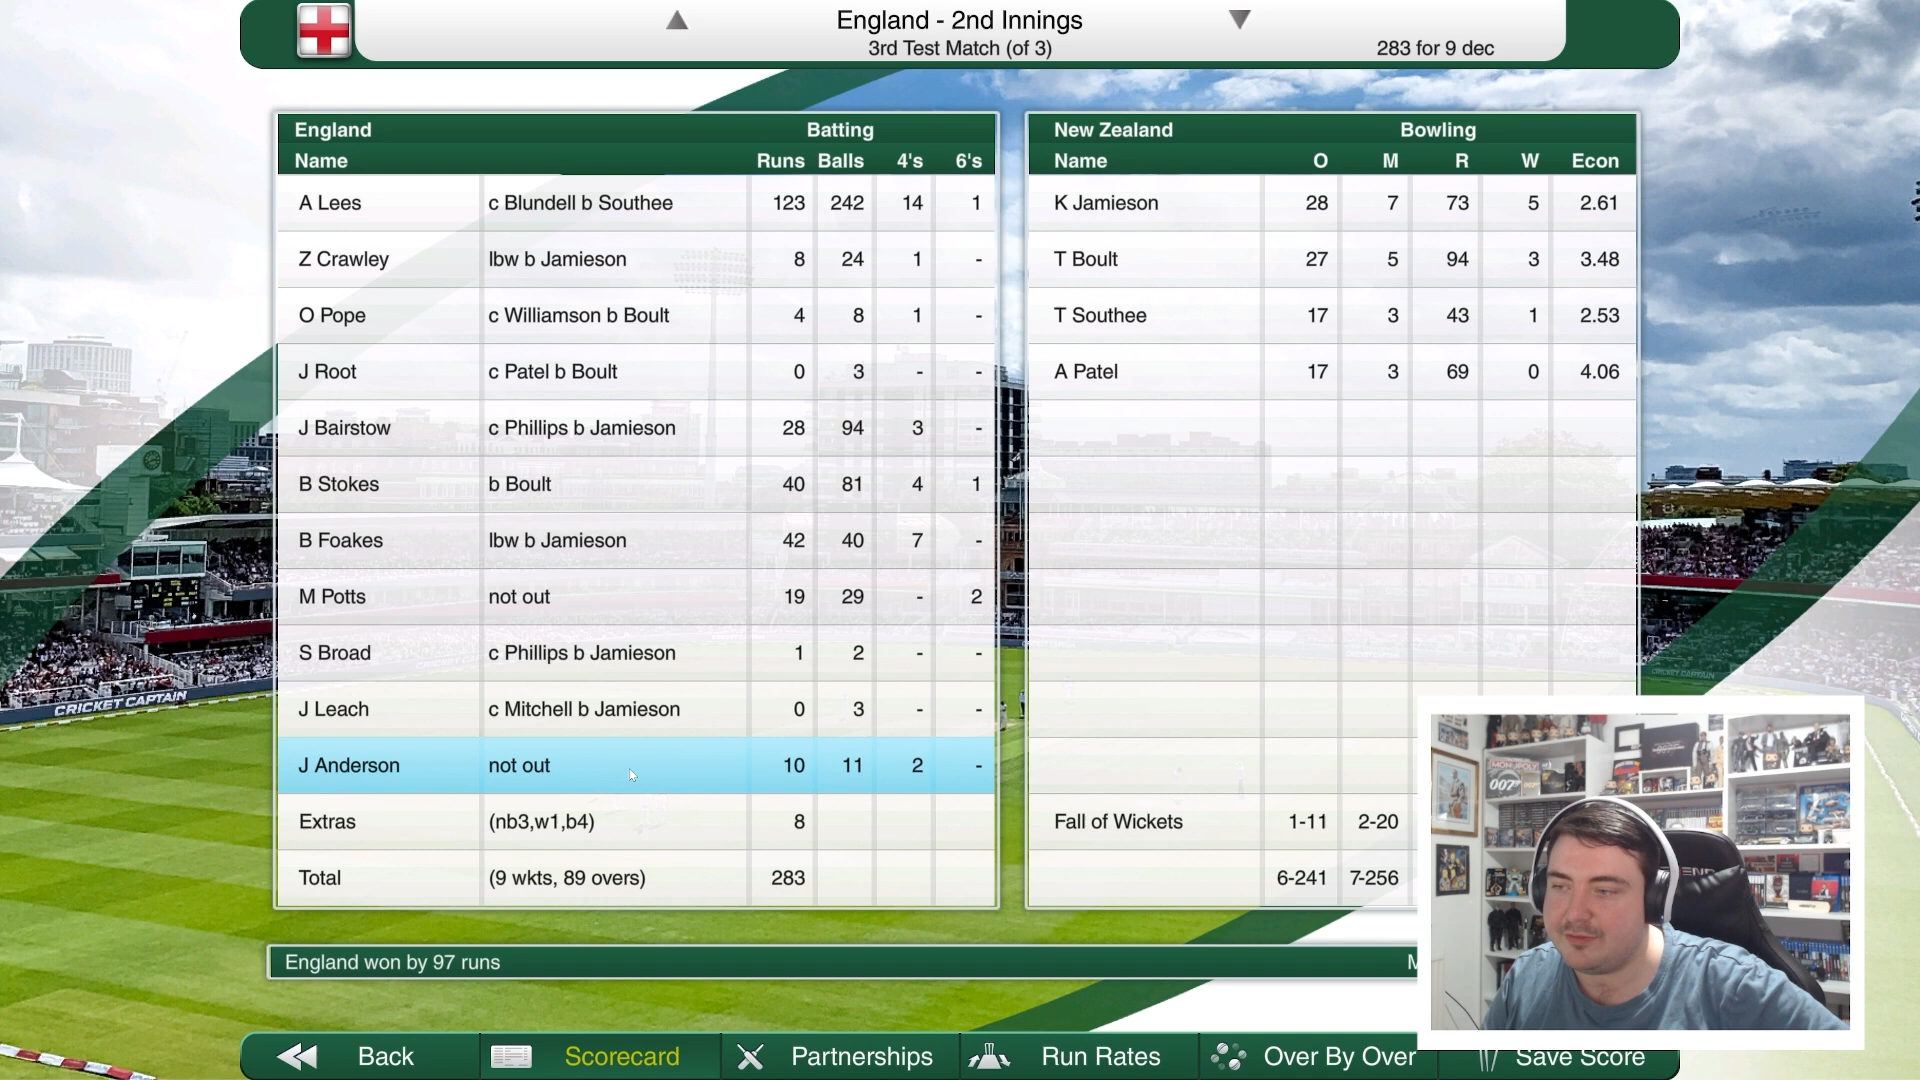 England - 2nd Innings
3rd Test Match (of 3)
283 for 9 dec
England Batting
Name Runs Balls 4's 6's
A Lees c Blundell b Southee 123 242 14 1
Z Crawley lbw b Jamieson 8 24 1 -
O Pope c Williamson b Boult 4 8 1 -
J Root c Patel b Boult 0 3 - -
J Bairstow c Phillips b Jamieson 28 94 3 -
B Stokes b Boult 40 81 4 1
B Foakes lbw b Jamieson 42 40 7 -
M Potts not out 19 29 - 2
S Broad c Phillips b Jamieson 1 2 - -
J Leach c Mitchell b Jamieson 0 3 - -
J Anderson not out 10 11 2 -
Extras (nb3,w1,b4) 8
Total (9 wkts, 89 overs) 283
New Zealand Bowling
Name O M R W Econ
K Jamieson 28 7 73 5 2.61
T Boult 27 5 94 3 3.48
T Southee 17 3 43 1 2.53
A Patel 17 3 69 0 4.06
Fall of Wickets 1-11 2-20
6-241 7-256
England won by 97 runs
CRICKET CAPTAIN
MONOPOLY
007
Back Scorecard Partnerships Run Rates Over By Over Save Score